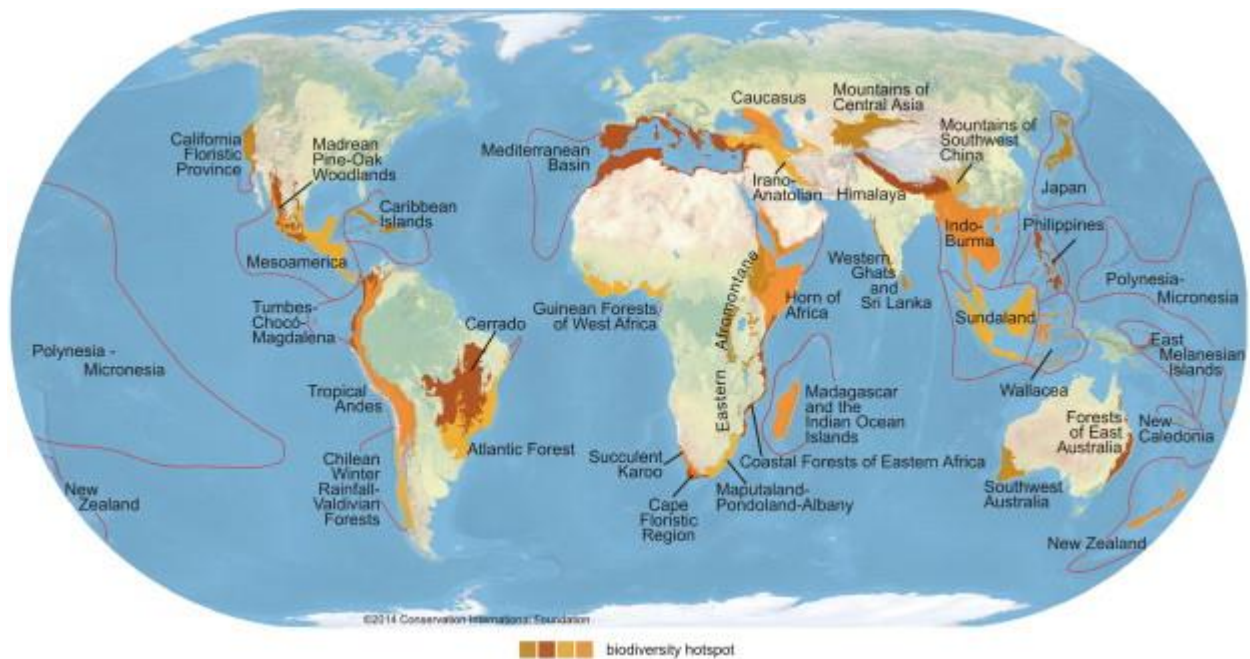 Caucasus
Mountains of
Central Asia
California
Floristic
Province
Madrean
Pine-Oak
Woodlands
Mediterranean
Basin
Mountains of
Southwest
China
Irano-
Anatolian
Himalaya
Japan
Caribbean
Islands
Mesoamerica
Indo-
Burma
Philippines
Western
Ghats
and
Sri Lanka
Polynesia-
Micronesia
Tumbes-
Chocó-
Magdalena
Cerrado
Guinean Forests
of West Africa
Eastern Afromontane
Horn of
Africa
Sundaland
East
Melanesian
Islands
Wallacea
Polynesia -
Micronesia
Tropical
Andes
Madagascar
and the
Indian Ocean
Islands
Forests
of East
Australia
New
Caledonia
Atlantic Forest
Chilean
Winter
Rainfall-
Valdivian
Forests
Succulent
Karoo
Coastal Forests of Eastern Africa
Southwest
Australia
New
Zealand
Cape
Floristic
Region
Maputaland-
Pondoland-Albany
New Zealand
©2014 Conservation International Foundation
biodiversity hotspot